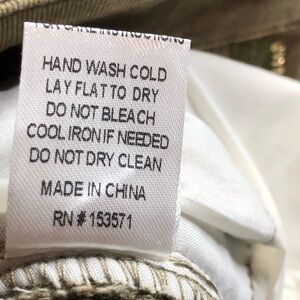 HAND WASH COLD
LAY FLAT TO DRY
DO NOT BLEACH
COOL IRON IF NEEDED
DO NOT DRY CLEAN
MADE IN CHINA
RN # 153571